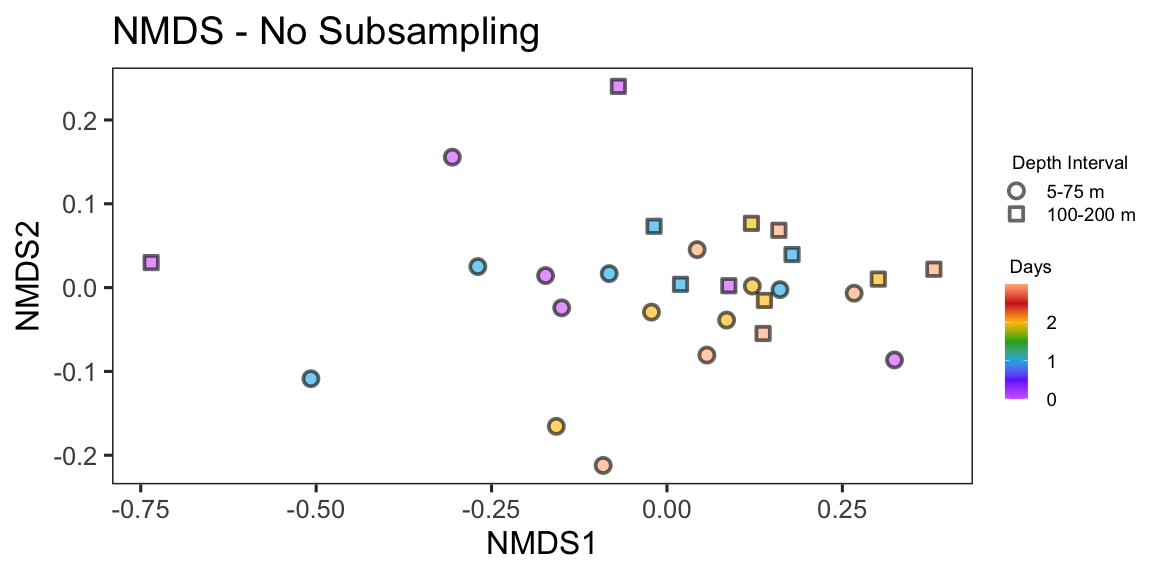 NMDS - No Subsampling
0.2
0.1
0.0
-0.1
-0.2
NMDS2
-0.75
-0.50
-0.25
0.00
0.25
NMDS1
Depth Interval
5-75 m
100-200 m
Days
2
1
0